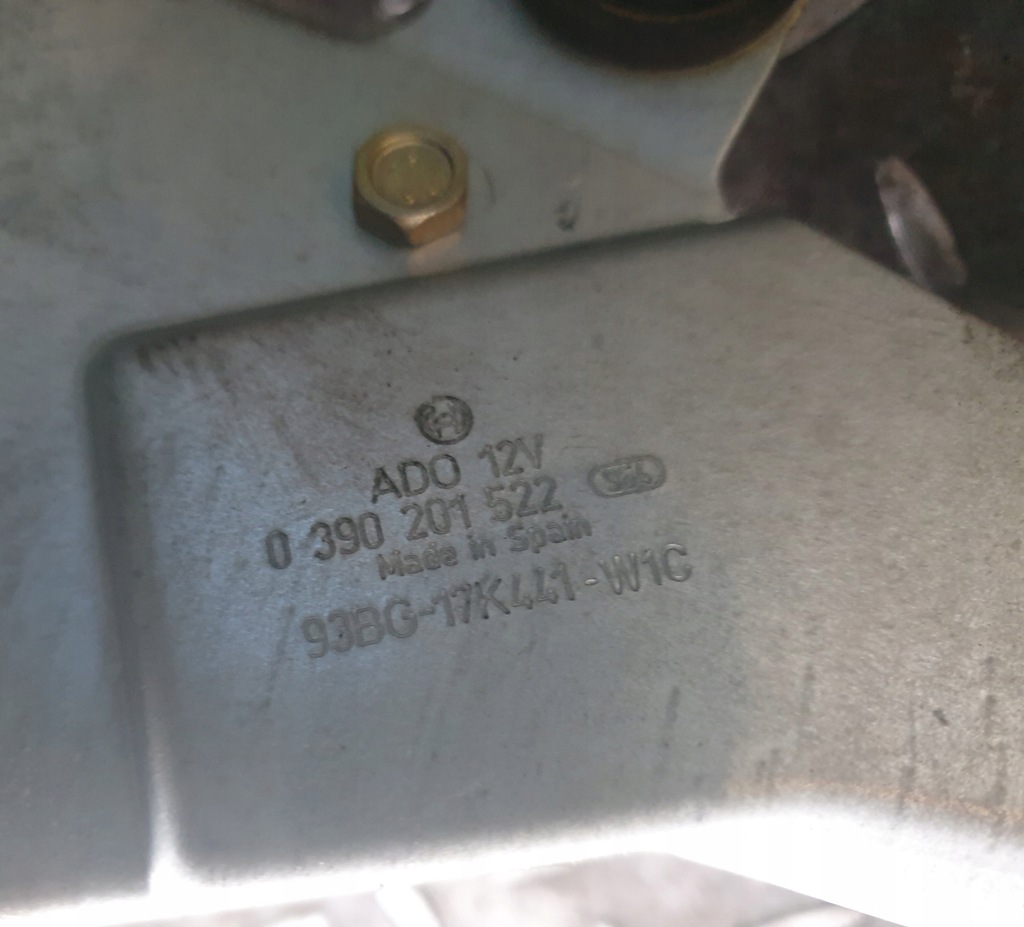 ADO 12V
0 390 201 522
Made in Spain
93BG-17K441-W1C